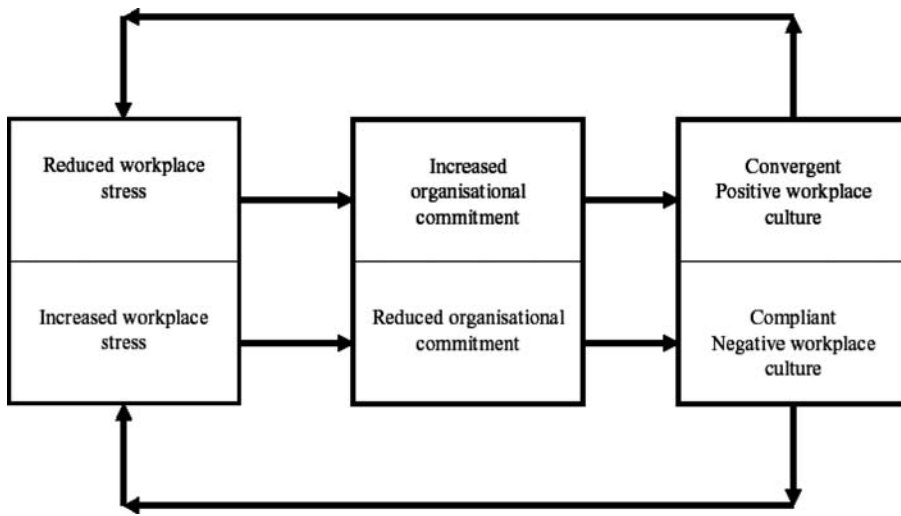 Reduced workplace
stress
Increased
organisational
commitment
Convergent
Positive workplace
culture
Increased workplace
stress
Reduced organisational
commitment
Compliant
Negative workplace
culture